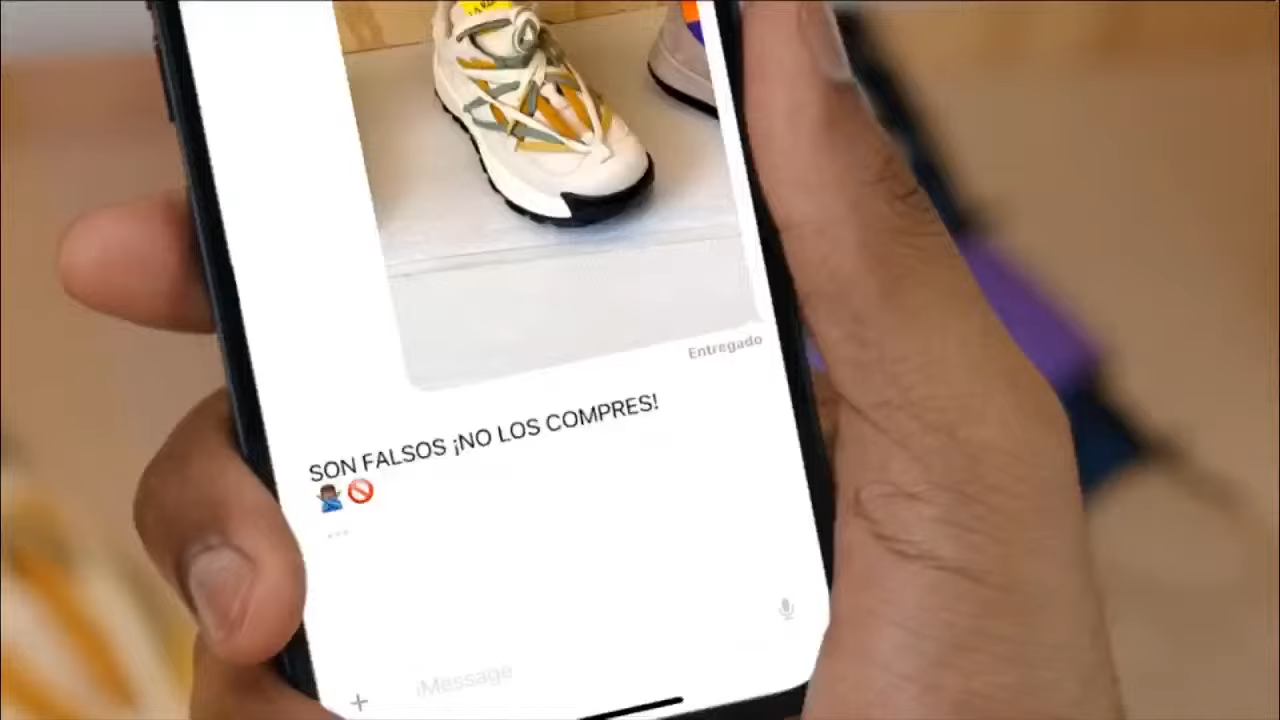 Entregado
SON FALSOS ¡NO LOS COMPRES!
🙅🏾‍♂️🚫
iMessage